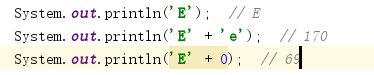 System.out.println('E');  // E
System.out.println('E' + 'e');  // 170
System.out.println('E' + 0);  // 69